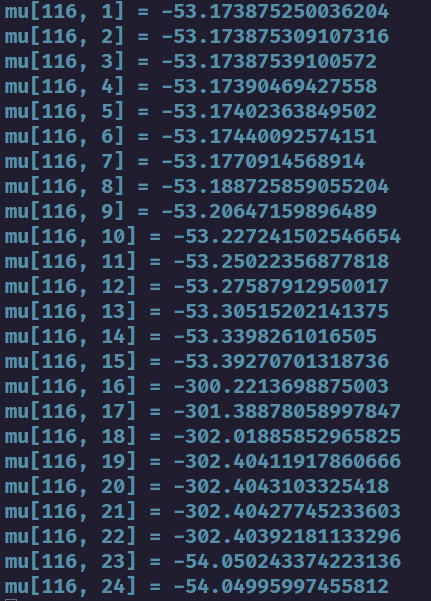 mu[116, 1] = -53.173875250036204
mu[116, 2] = -53.173875309107316
mu[116, 3] = -53.17387539100572
mu[116, 4] = -53.17390469427558
mu[116, 5] = -53.17402363849502
mu[116, 6] = -53.17440092574151
mu[116, 7] = -53.1770914568914
mu[116, 8] = -53.188725859055204
mu[116, 9] = -53.20647159896489
mu[116, 10] = -53.227241502546654
mu[116, 11] = -53.25022356877818
mu[116, 12] = -53.27587912950017
mu[116, 13] = -53.30515202141375
mu[116, 14] = -53.3398261016505
mu[116, 15] = -53.39270701318736
mu[116, 16] = -300.2213698875003
mu[116, 17] = -301.38878058997847
mu[116, 18] = -302.01885852965825
mu[116, 19] = -302.40411917860666
mu[116, 20] = -302.4043103325418
mu[116, 21] = -302.40427745233603
mu[116, 22] = -302.40392181133296
mu[116, 23] = -54.050243374223136
mu[116, 24] = -54.04995997455812